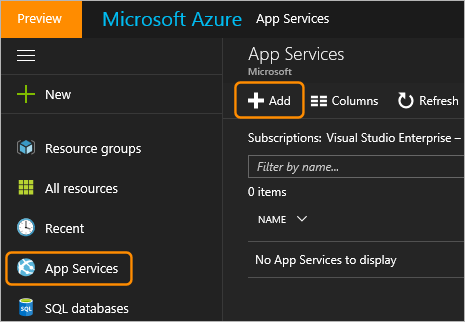 Preview
Microsoft Azure App Services
New
Resource groups
All resources
Recent
App Services
SQL databases
App Services
Microsoft
Add Columns Refresh
Subscriptions: Visual Studio Enterprise –
Filter by name...
0 items
NAME
No App Services to display